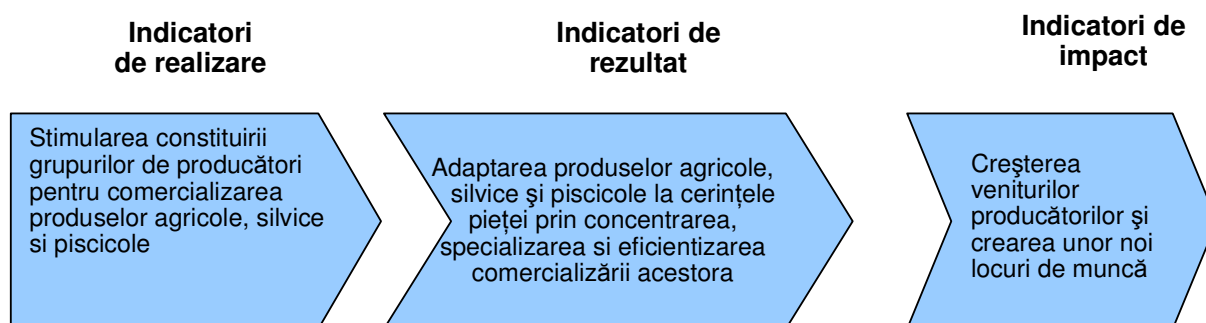 Indicatori
de realizare
Indicatori de
rezultat
Indicatori de
impact
Stimularea constituirii
grupurilor de producători
pentru comercializarea
produselor agricole, silvice
si piscicole
Adaptarea produselor agricole,
silvice şi piscicole la cerinţele
pieţei prin concentrarea,
specializarea si eficientizarea
comercializării acestora
Creşterea
veniturilor
producătorilor şi
crearea unor noi
locuri de muncă